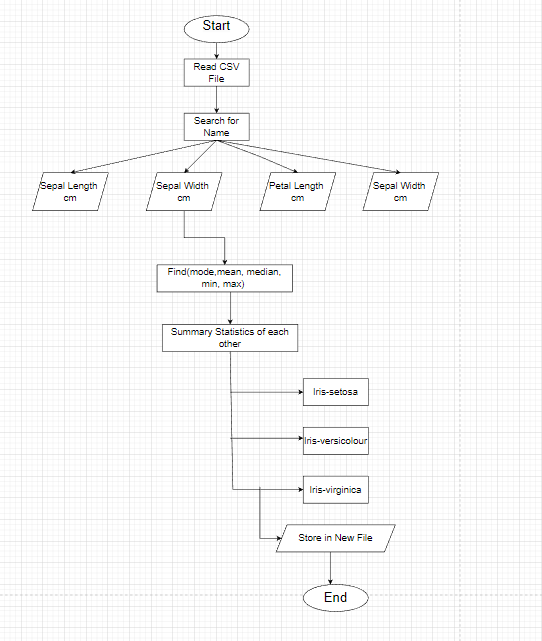 Start
Read CSV
File
Search for
Name
Sepal Length
cm
Sepal Width
cm
Petal Length
cm
Sepal Width
cm
Find(mode,mean, median,
min, max)
Summary Statistics of each
other
Iris-setosa
Iris-versicolour
Iris-virginica
Store in New File
End